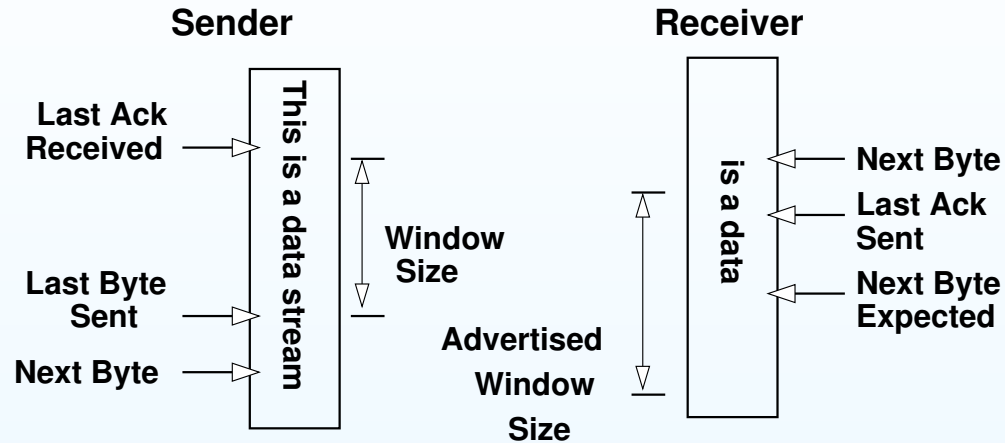 Sender
Last Ack
Received
Last Byte
Sent
Next Byte
This is a data stream
Window
Size
Receiver
is a data
Next Byte
Last Ack
Sent
Next Byte
Expected
Advertised
Window
Size